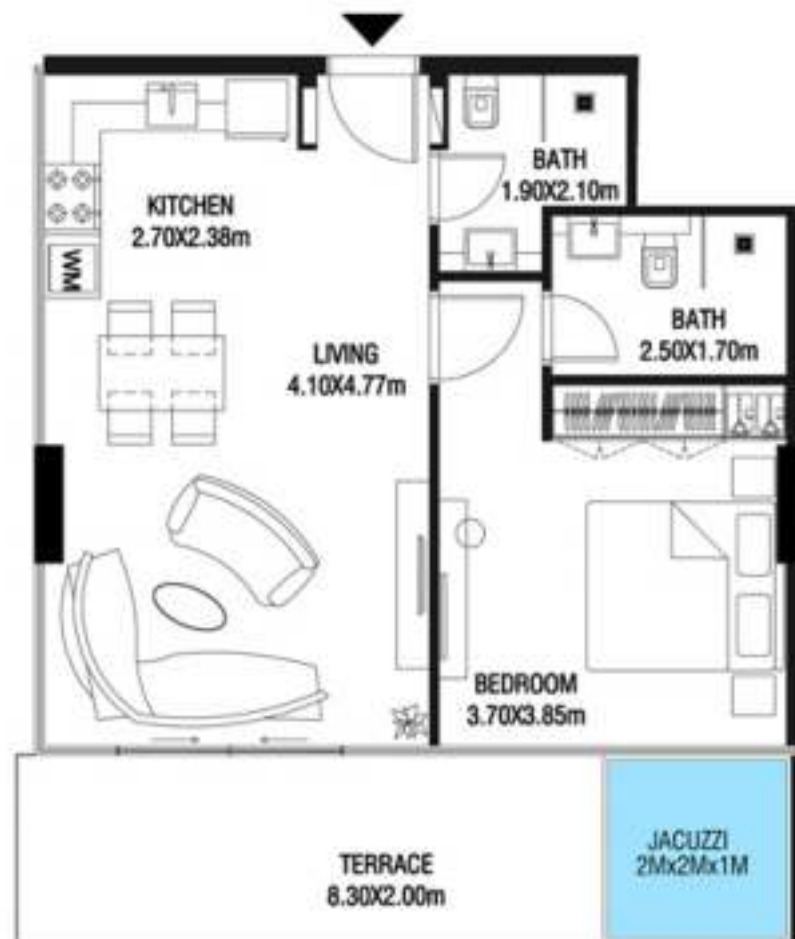 BATH
1.90X2.10m
KITCHEN
2.70X2.38m
WM
BATH
2.50X1.70m
LIVING
4.10X4.77m
BEDROOM
3.70X3.85m
JACUZZI
2Mx2Mx1M
TERRACE
8.30X2.00m